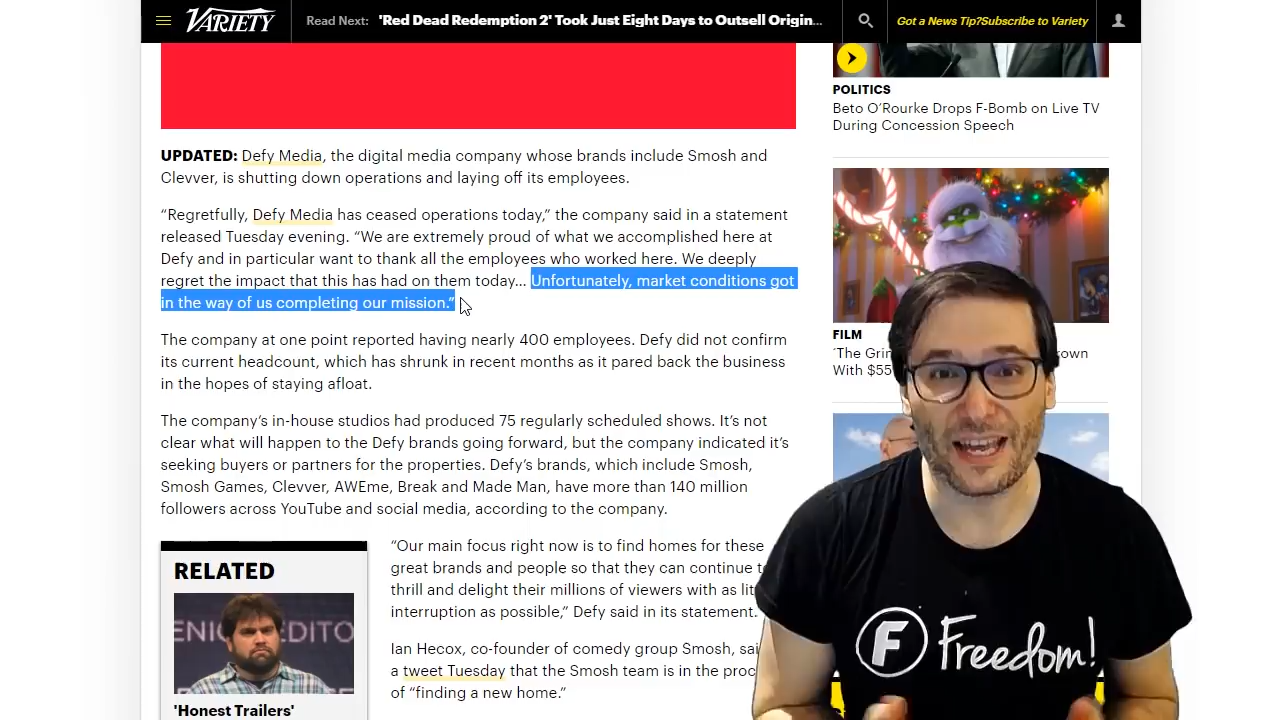 VARIETY
Read Next: 'Red Dead Redemption 2' Took Just Eight Days to Outsell Origin...
Got a News Tip?Subscribe to Variety
UPDATED: Defy Media, the digital media company whose brands include Smosh and
Clevver, is shutting down operations and laying off its employees.
“Regretfully, Defy Media has ceased operations today,” the company said in a statement
released Tuesday evening. “We are extremely proud of what we accomplished here at
Defy and in particular want to thank all the employees who worked here. We deeply
regret the impact that this has had on them today... Unfortunately, market conditions got
in the way of us completing our mission.”
The company at one point reported having nearly 400 employees. Defy did not confirm
its current headcount, which has shrunk in recent months as it pared back the business
in the hopes of staying afloat.
The company’s in-house studios had produced 75 regularly scheduled shows. It’s not
clear what will happen to the Defy brands going forward, but the company indicated it’s
seeking buyers or partners for the properties. Defy’s brands, which include Smosh,
Smosh Games, Clevver, AWEme, Break and Made Man, have more than 140 million
followers across YouTube and social media, according to the company.
RELATED
ENIC EDITO
'Honest Trailers'
“Our main focus right now is to find homes for these
great brands and people so that they can continue to
thrill and delight their millions of viewers with as
interruption as possible,” Defy said in its statement.
Ian Hecox, co-founder of comedy group Smosh,
a tweet Tuesday that the Smosh team is in the
of “finding a new home.”
POLITICS
Beto O’Rourke Drops F-Bomb on Live TV
During Concession Speech
FILM
‘The
With $55
F Freedom!